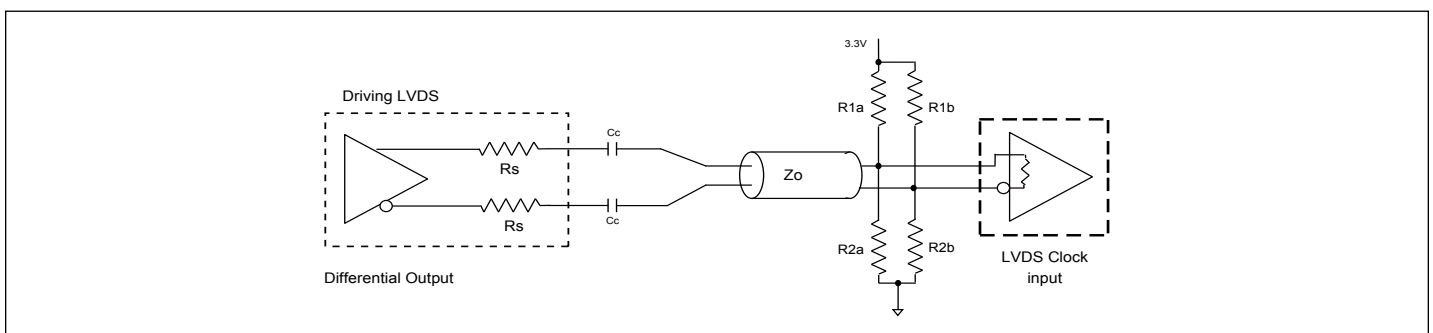 3.3V
Driving LVDS
R1a
R1b
Cc
Rs
Zo
Cc
Rs
R2a
R2b
LVDS Clock
input
Differential Output